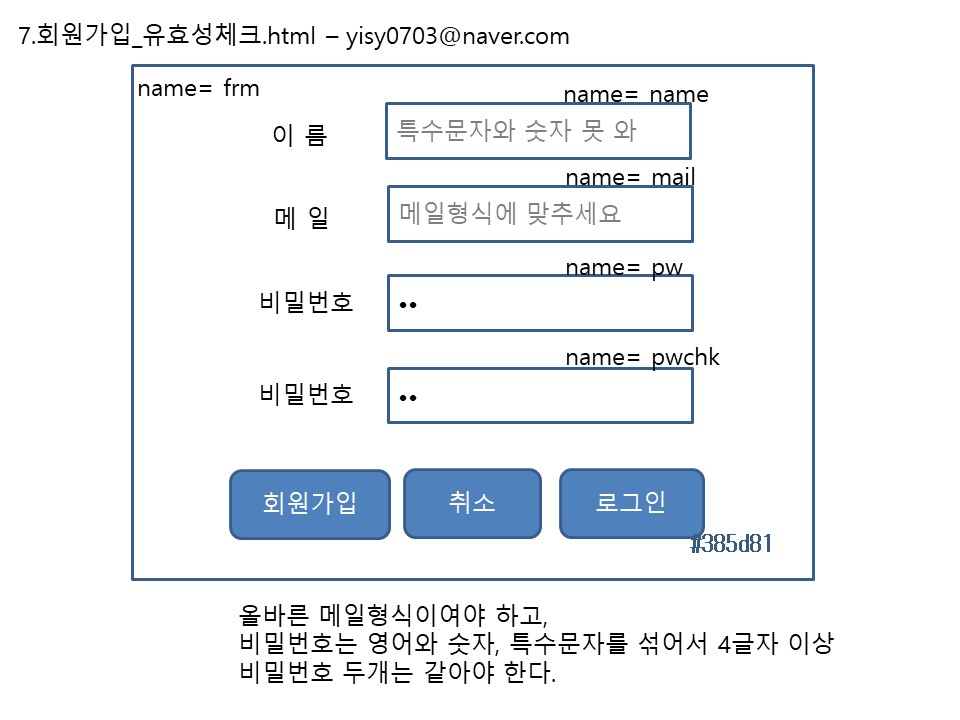 7.회원가입_유효성체크.html – yisy0703@naver.com
name= frm
name= name
이 름
특수문자와 숫자 못 와
name= mail
메 일
메일형식에 맞추세요
name= pw
비밀번호
••
name= pwchk
비밀번호
••
회원가입
취소
로그인
#385d81
올바른 메일형식이여야 하고,
비밀번호는 영어와 숫자, 특수문자를 섞어서 4글자 이상
비밀번호 두개는 같아야 한다.